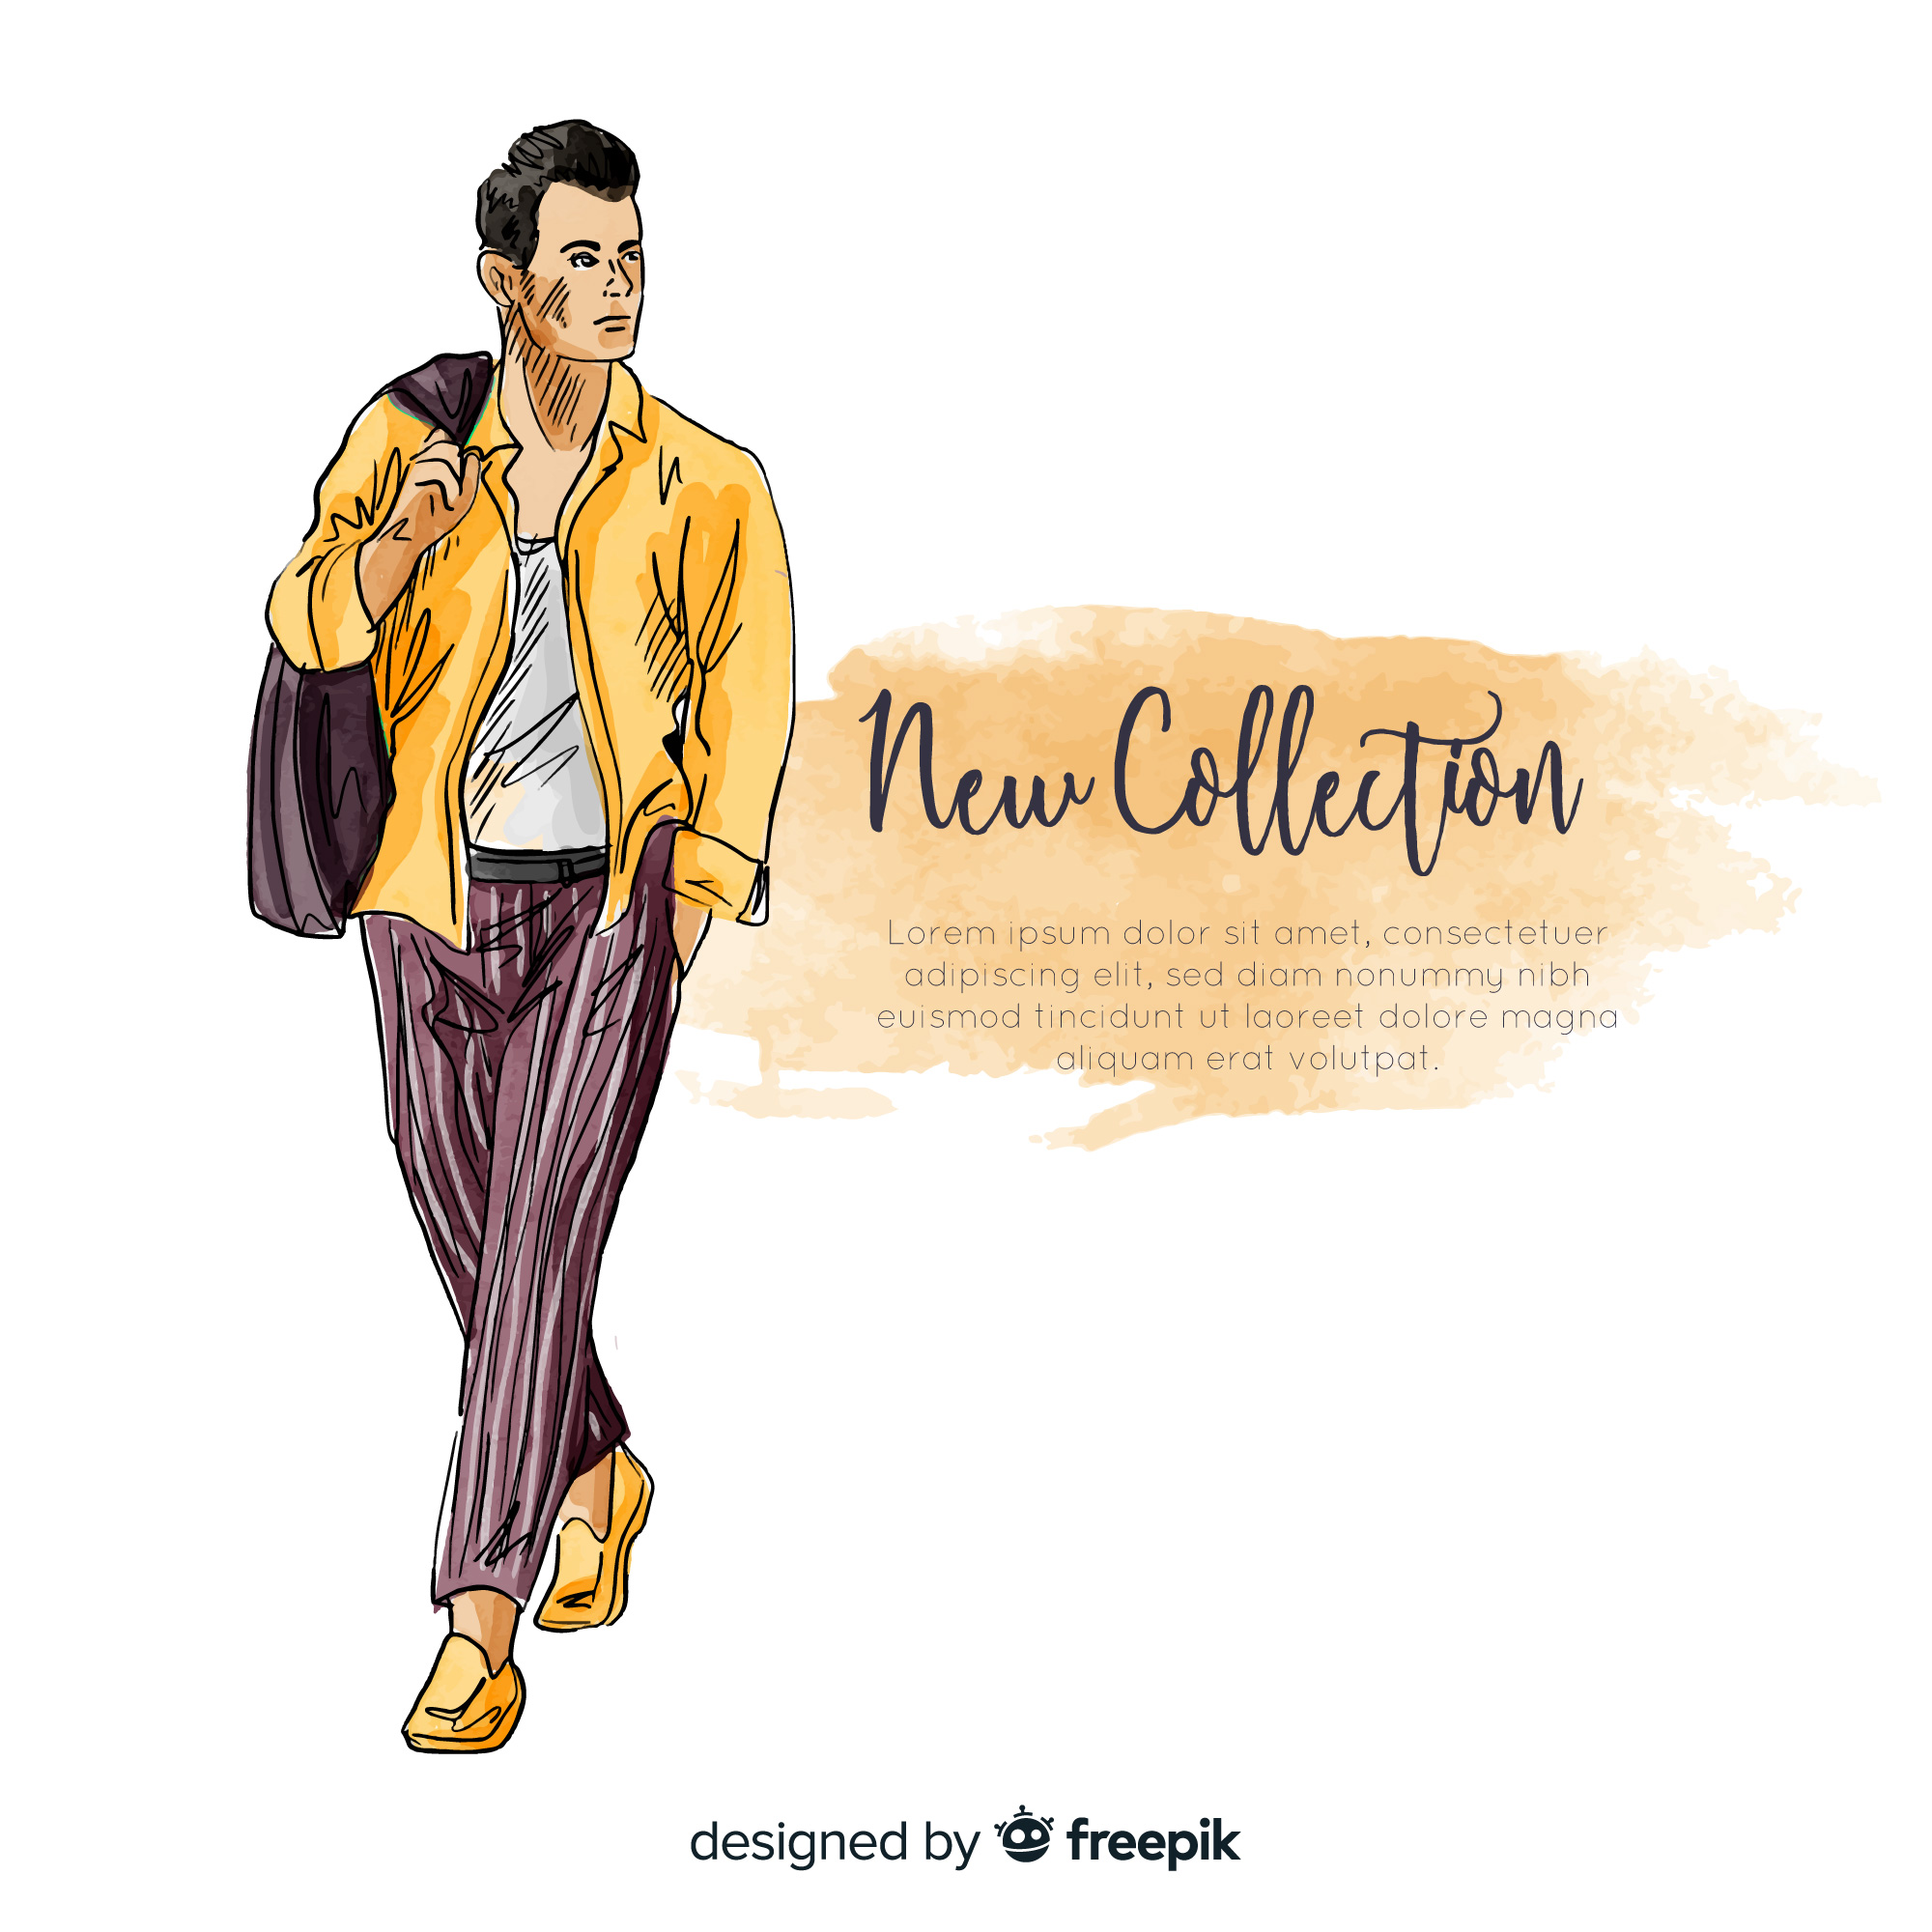 New Collection
Lorem ipsum dolor sit amet, consectetuer
adipiscing elit, sed diam nonummy nibh
euismod tincidunt ut laoreet dolore magna
aliquam erat volutpat.
designed by freepik